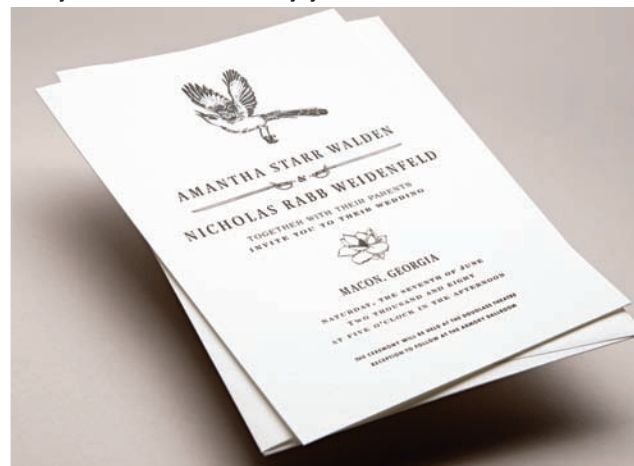 AMANTHA STARR WALDEN
&
NICHOLAS RABB WEIDENFELD
TOGETHER WITH THEIR PARENTS
INVITE YOU TO THEIR WEDDING
MACON, GEORGIA
SATURDAY, THE SEVENTH OF JUNE
TWO THOUSAND AND EIGHT
AT FIVE O'CLOCK IN THE AFTERNOON
THE CEREMONY WILL BE HELD AT THE DOUGLASS THEATRE
RECEPTION TO FOLLOW AT THE ARMORY BALLROOM